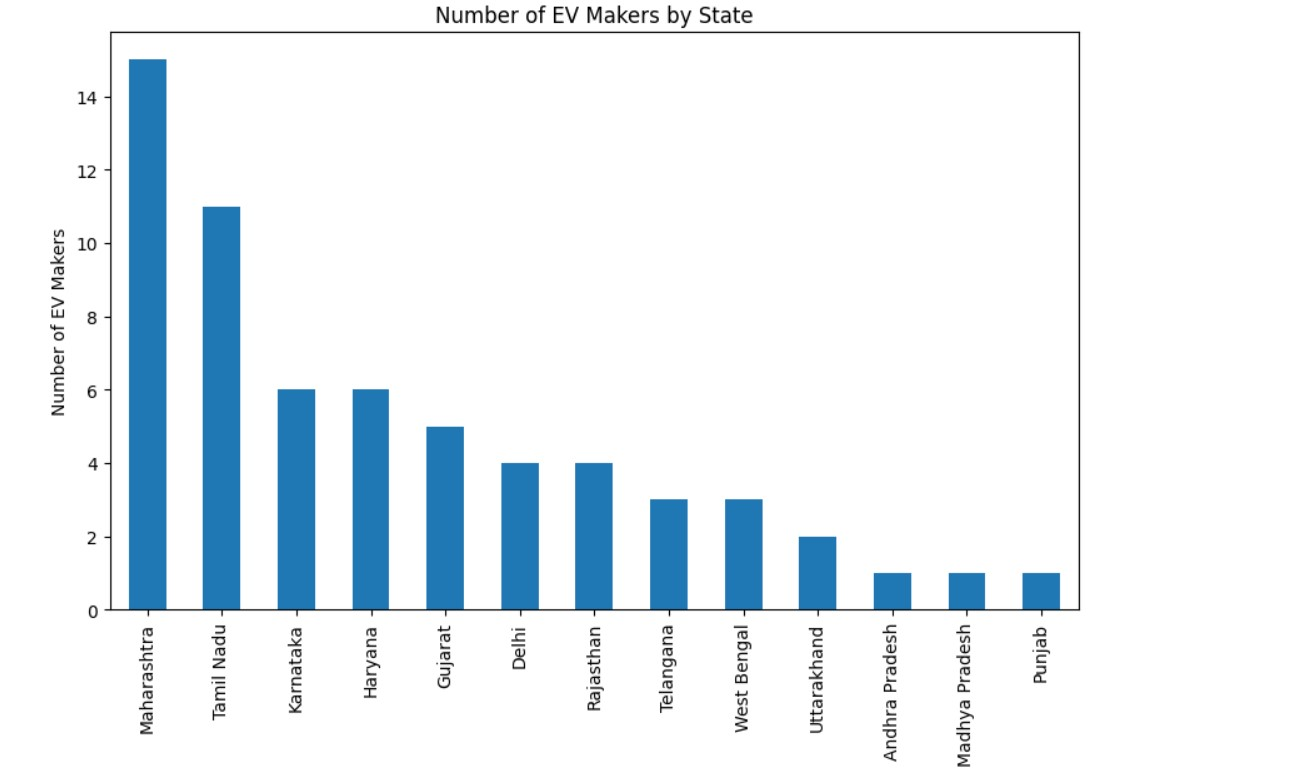 Number of EV Makers by State
Number of EV Makers
14
12
10
8
6
4
2
0
Maharashtra
Tamil Nadu
Karnataka
Haryana
Gujarat
Delhi
Rajasthan
Telangana
West Bengal
Uttarakhand
Andhra Pradesh
Madhya Pradesh
Punjab